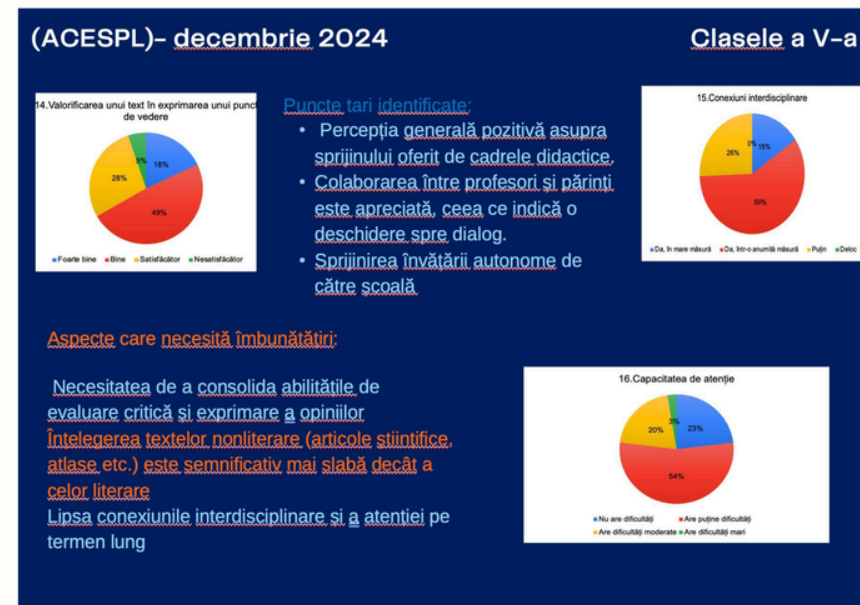 (ACESPL)– decembrie 2024
Clasele a V–a
14.Valorificarea unui text în exprimarea unui punct
de vedere
5%
18%
28%
49%
Foarte bine
Bine
Satisfăcător
Nesatisfăcător
Puncte tari identificate:
• Percepția generală pozitivă asupra
sprijinului oferit de cadrele didactice.
• Colaborarea între profesori și părinți
este apreciată, ceea ce indică o
deschidere spre dialog.
• Sprijinirea învățării autonome de
către școală
15.Conexiuni interdisciplinare
0%
15%
26%
59%
Da, în mare măsură
Da, într-o anumită măsură
Puțin
Deloc
Aspecte care necesită îmbunătățiri:
Necesitatea de a consolida abilitățile de
evaluare critică și exprimare a opiniilor
Înțelegerea textelor nonliterare (articole științifice,
atlase etc.) este semnificativ mai slabă decât a
celor literare
Lipsa conexiunile interdisciplinare și a atenției pe
termen lung
16.Capacitatea de atenție
3%
23%
20%
54%
Nu are dificultăți
Are puține dificultăți
Are dificultăți moderate
Are dificultăți mari